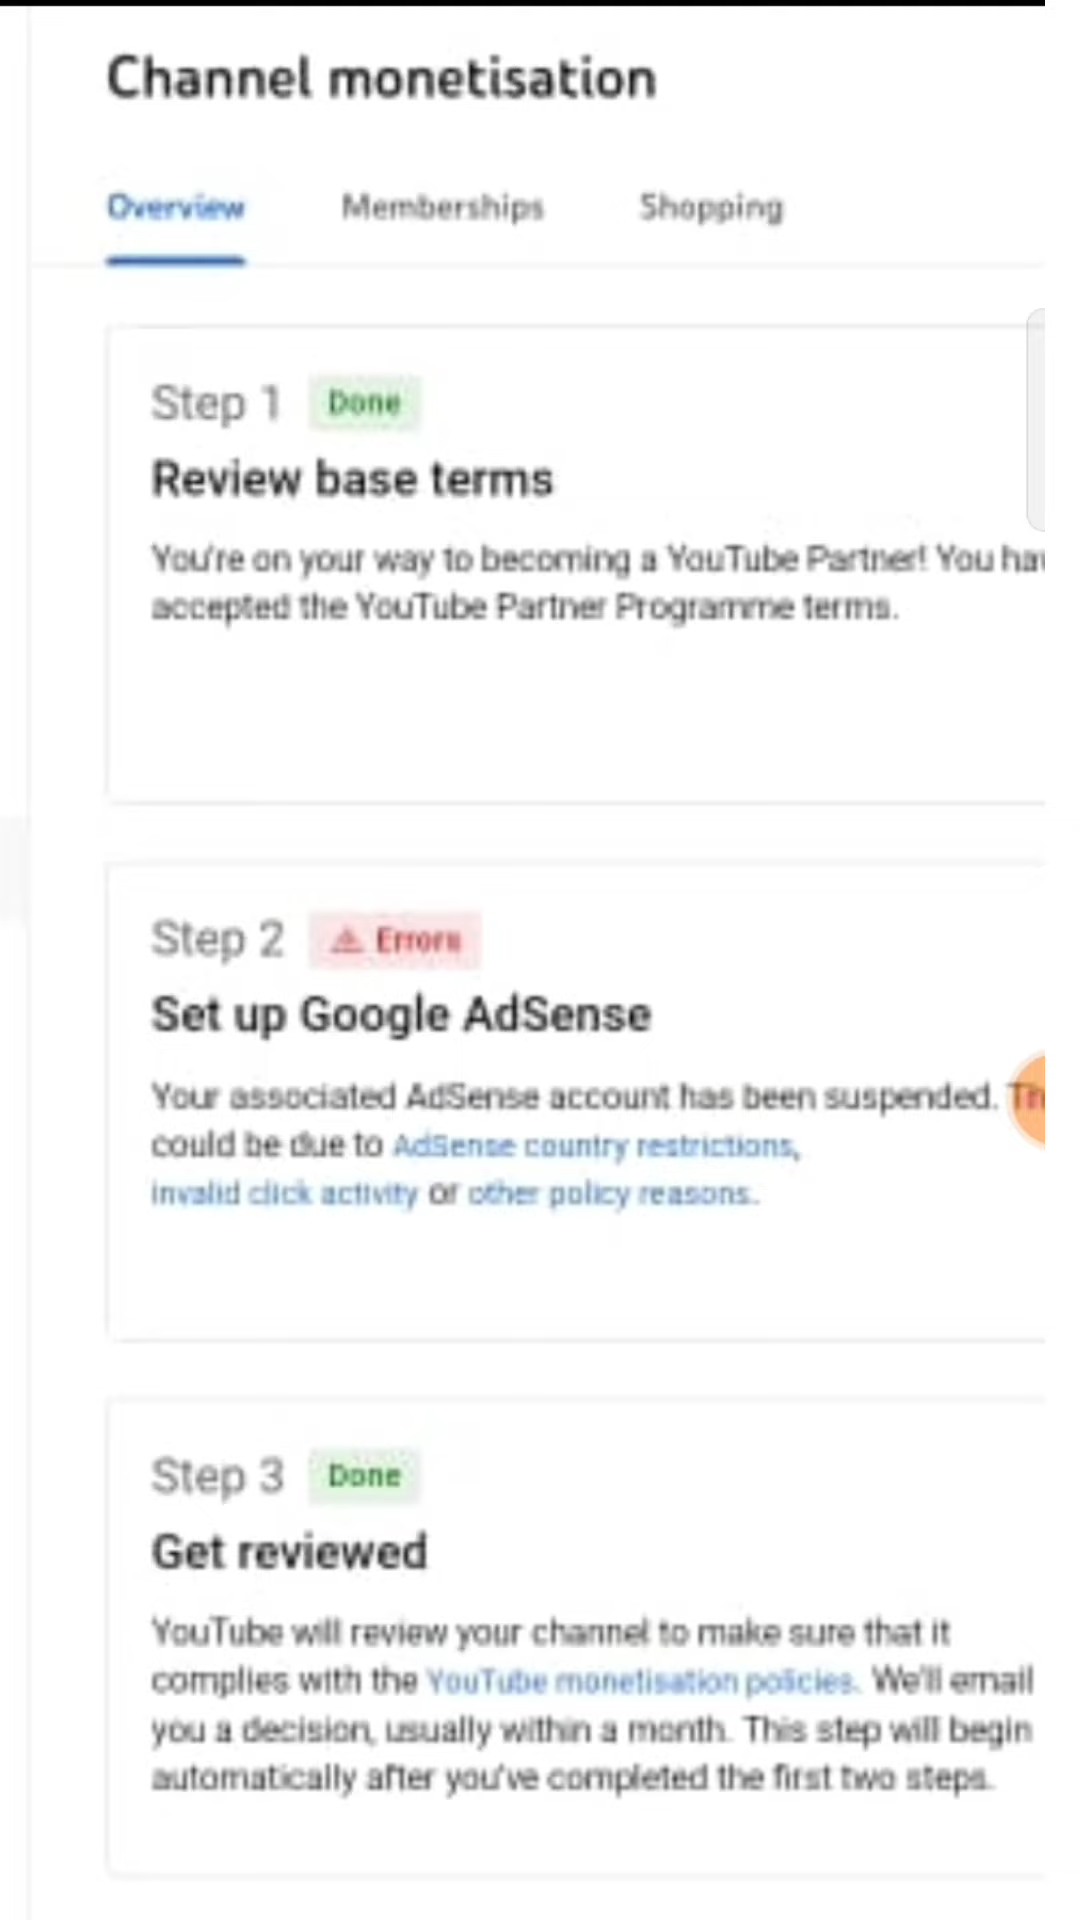 Channel monetisation
Overview Memberships Shopping
Step 1 Done
Review base terms
You're on your way to becoming a YouTube Partner! You
accepted the YouTube Partner Programme terms.
Step 2 Errors
Set up Google AdSense
Your associated AdSense account has been suspended.
could be due to AdSense country restrictions,
invalid click activity or other policy reasons.
Step 3 Done
Get reviewed
YouTube will review your channel to make sure that it
complies with the YouTube monetisation policies. We'll email
you a decision, usually within a month. This step will begin
automatically after you've completed the first two steps.